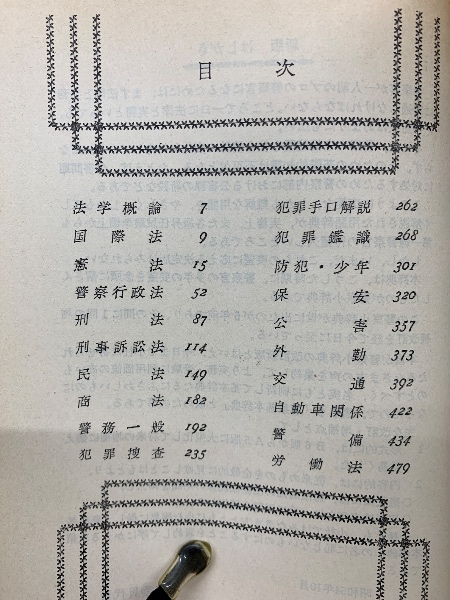 目次
法学概論 7
国際法 9
憲法 15
警察行政法 52
刑法 87
刑事訴訟法 114
民法 149
商法 182
警務一般 192
犯罪捜査 235
犯罪手口解説 262
犯罪鑑識 268
防犯・少年 301
保安 320
公害 357
外勤 373
交通 392
自動車関係 422
警備 434
労働法 479